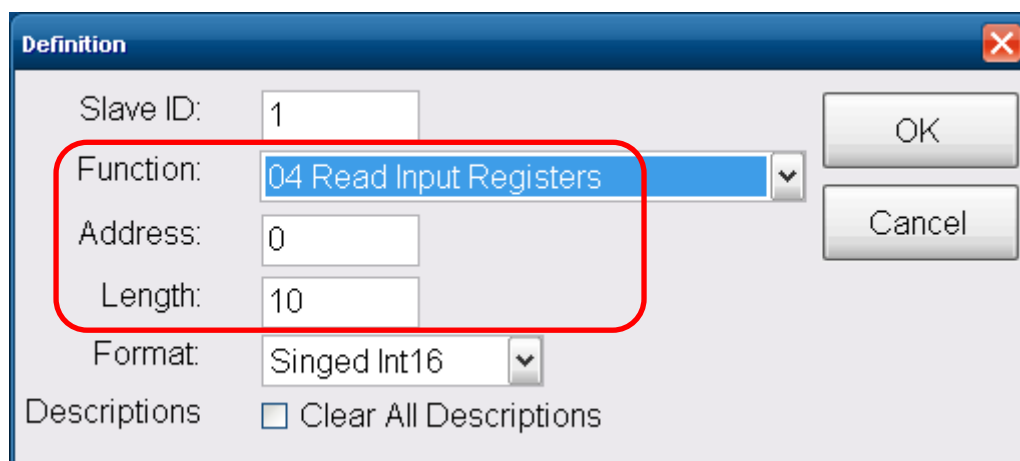 Definition
Slave ID: 1
OK
Function: 04 Read Input Registers
Address: 0
Cancel
Length: 10
Format: Singed Int16
Descriptions Clear All Descriptions